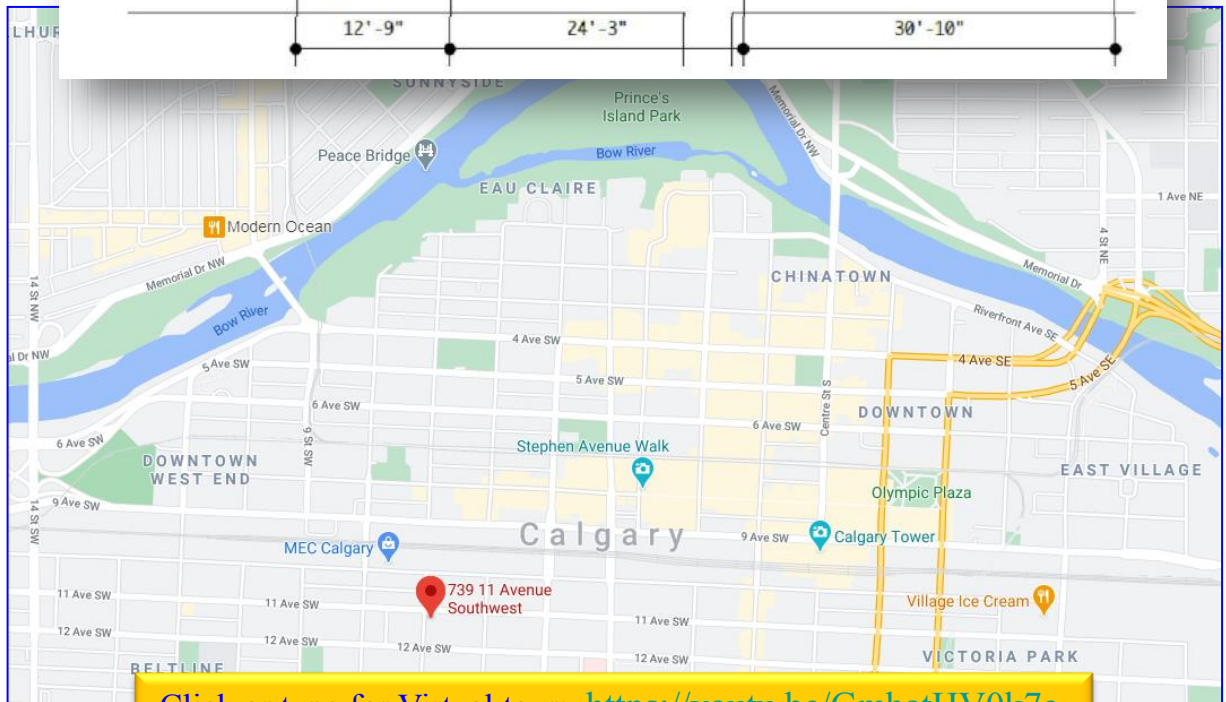 12'-9" 24'-3" 30'-10"
SUNNYSIDE
Prince's
Island Park
Memorial Dr NW
Peace Bridge
Bow River
EAU CLAIRE
1 Ave NE
Modern Ocean
4 St NE
CHINATOWN
Memorial Dr NW
Memorial Dr
14 St NW
Bow River
Riverfront Ave SE
4 Ave SW
4 Ave SE
5 Ave SW
5 Ave SE
5 Ave SW
6 Ave SW
Centre St S
DOWNTOWN
6 Ave SW
9 St SW
6 Ave SW
Stephen Avenue Walk
DOWNTOWN
WEST END
EAST VILLAGE
Olympic Plaza
9 Ave SW
14 St SW
Calgary
9 Ave SW
Calgary Tower
MEC Calgary
739 11 Avenue
Southwest
11 Ave SW
11 Ave SW
Village Ice Cream
11 Ave SW
12 Ave SW
12 Ave SW
12 Ave SW
12 Ave SW
VICTORIA PARK
BELTLINE